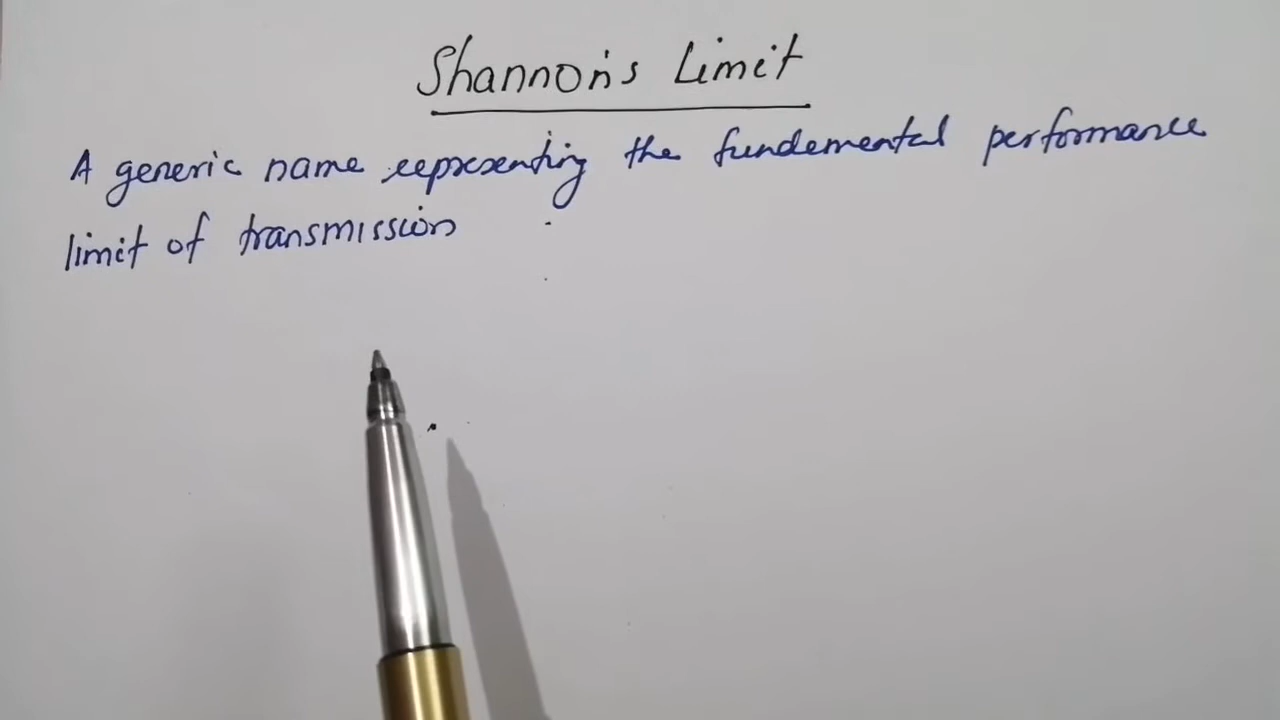 Shannon's Limit
A generic name representing the fundemental performance
limit of transmission